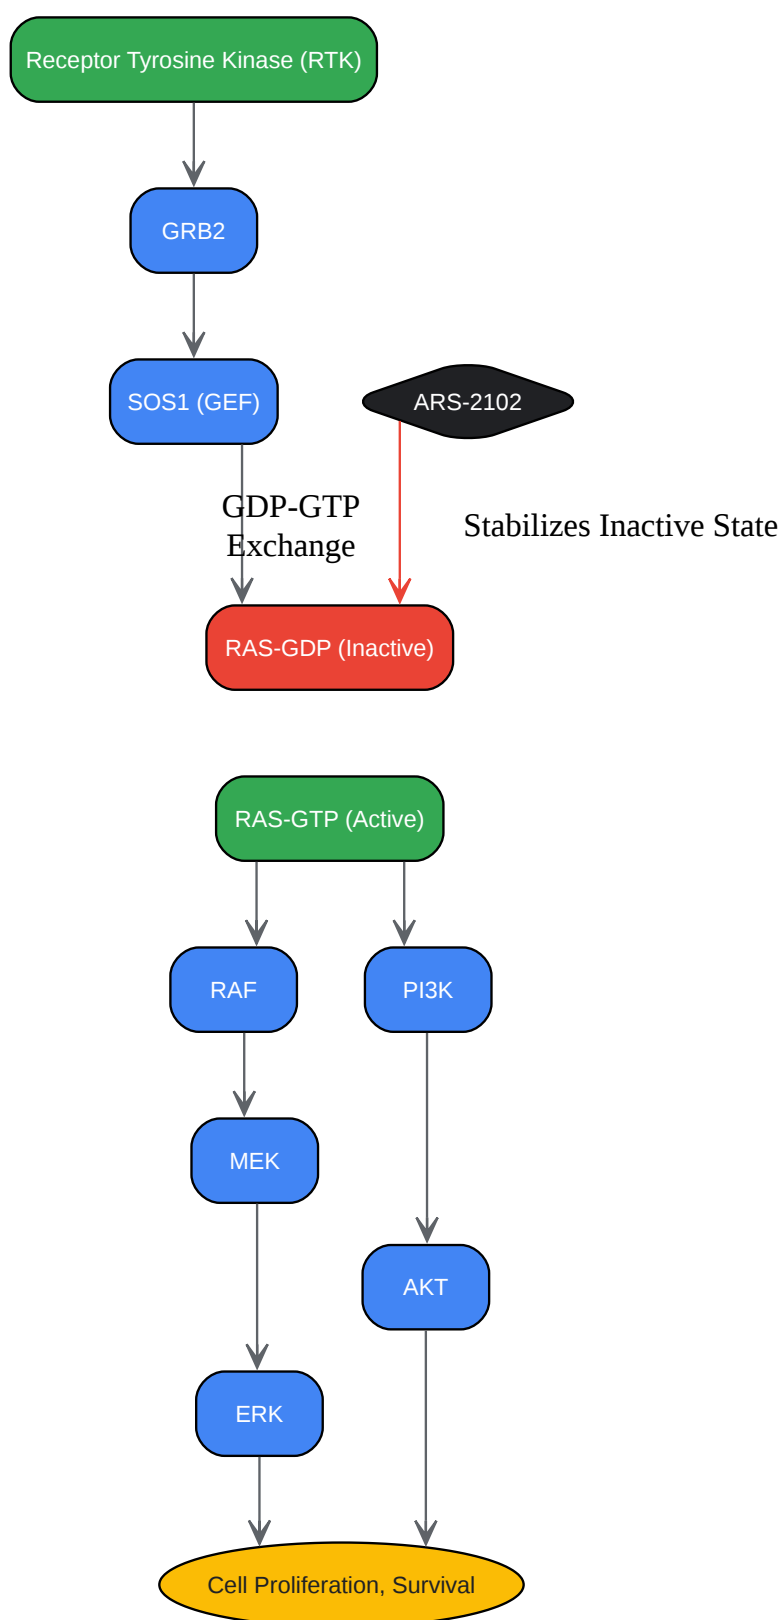 Receptor Tyrosine Kinase (RTK)
GRB2
SOS1 (GEF)
ARS-2102
GDP-GTP
Exchange
Stabilizes Inactive State
RAS-GDP (Inactive)
RAS-GTP (Active)
RAF
PI3K
MEK
AKT
ERK
Cell Proliferation, Survival